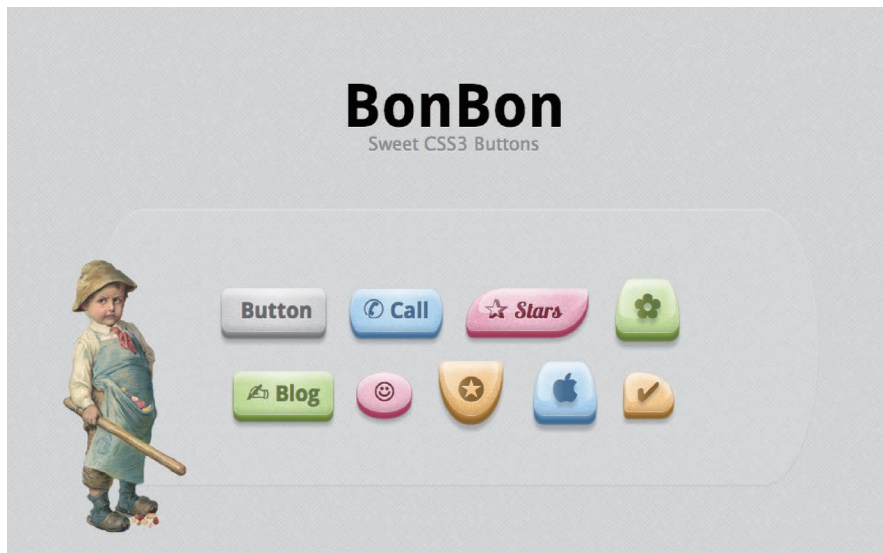 BonBon
Sweet CSS3 Buttons
Button
✆ Call
☆ Stars
✍ Blog